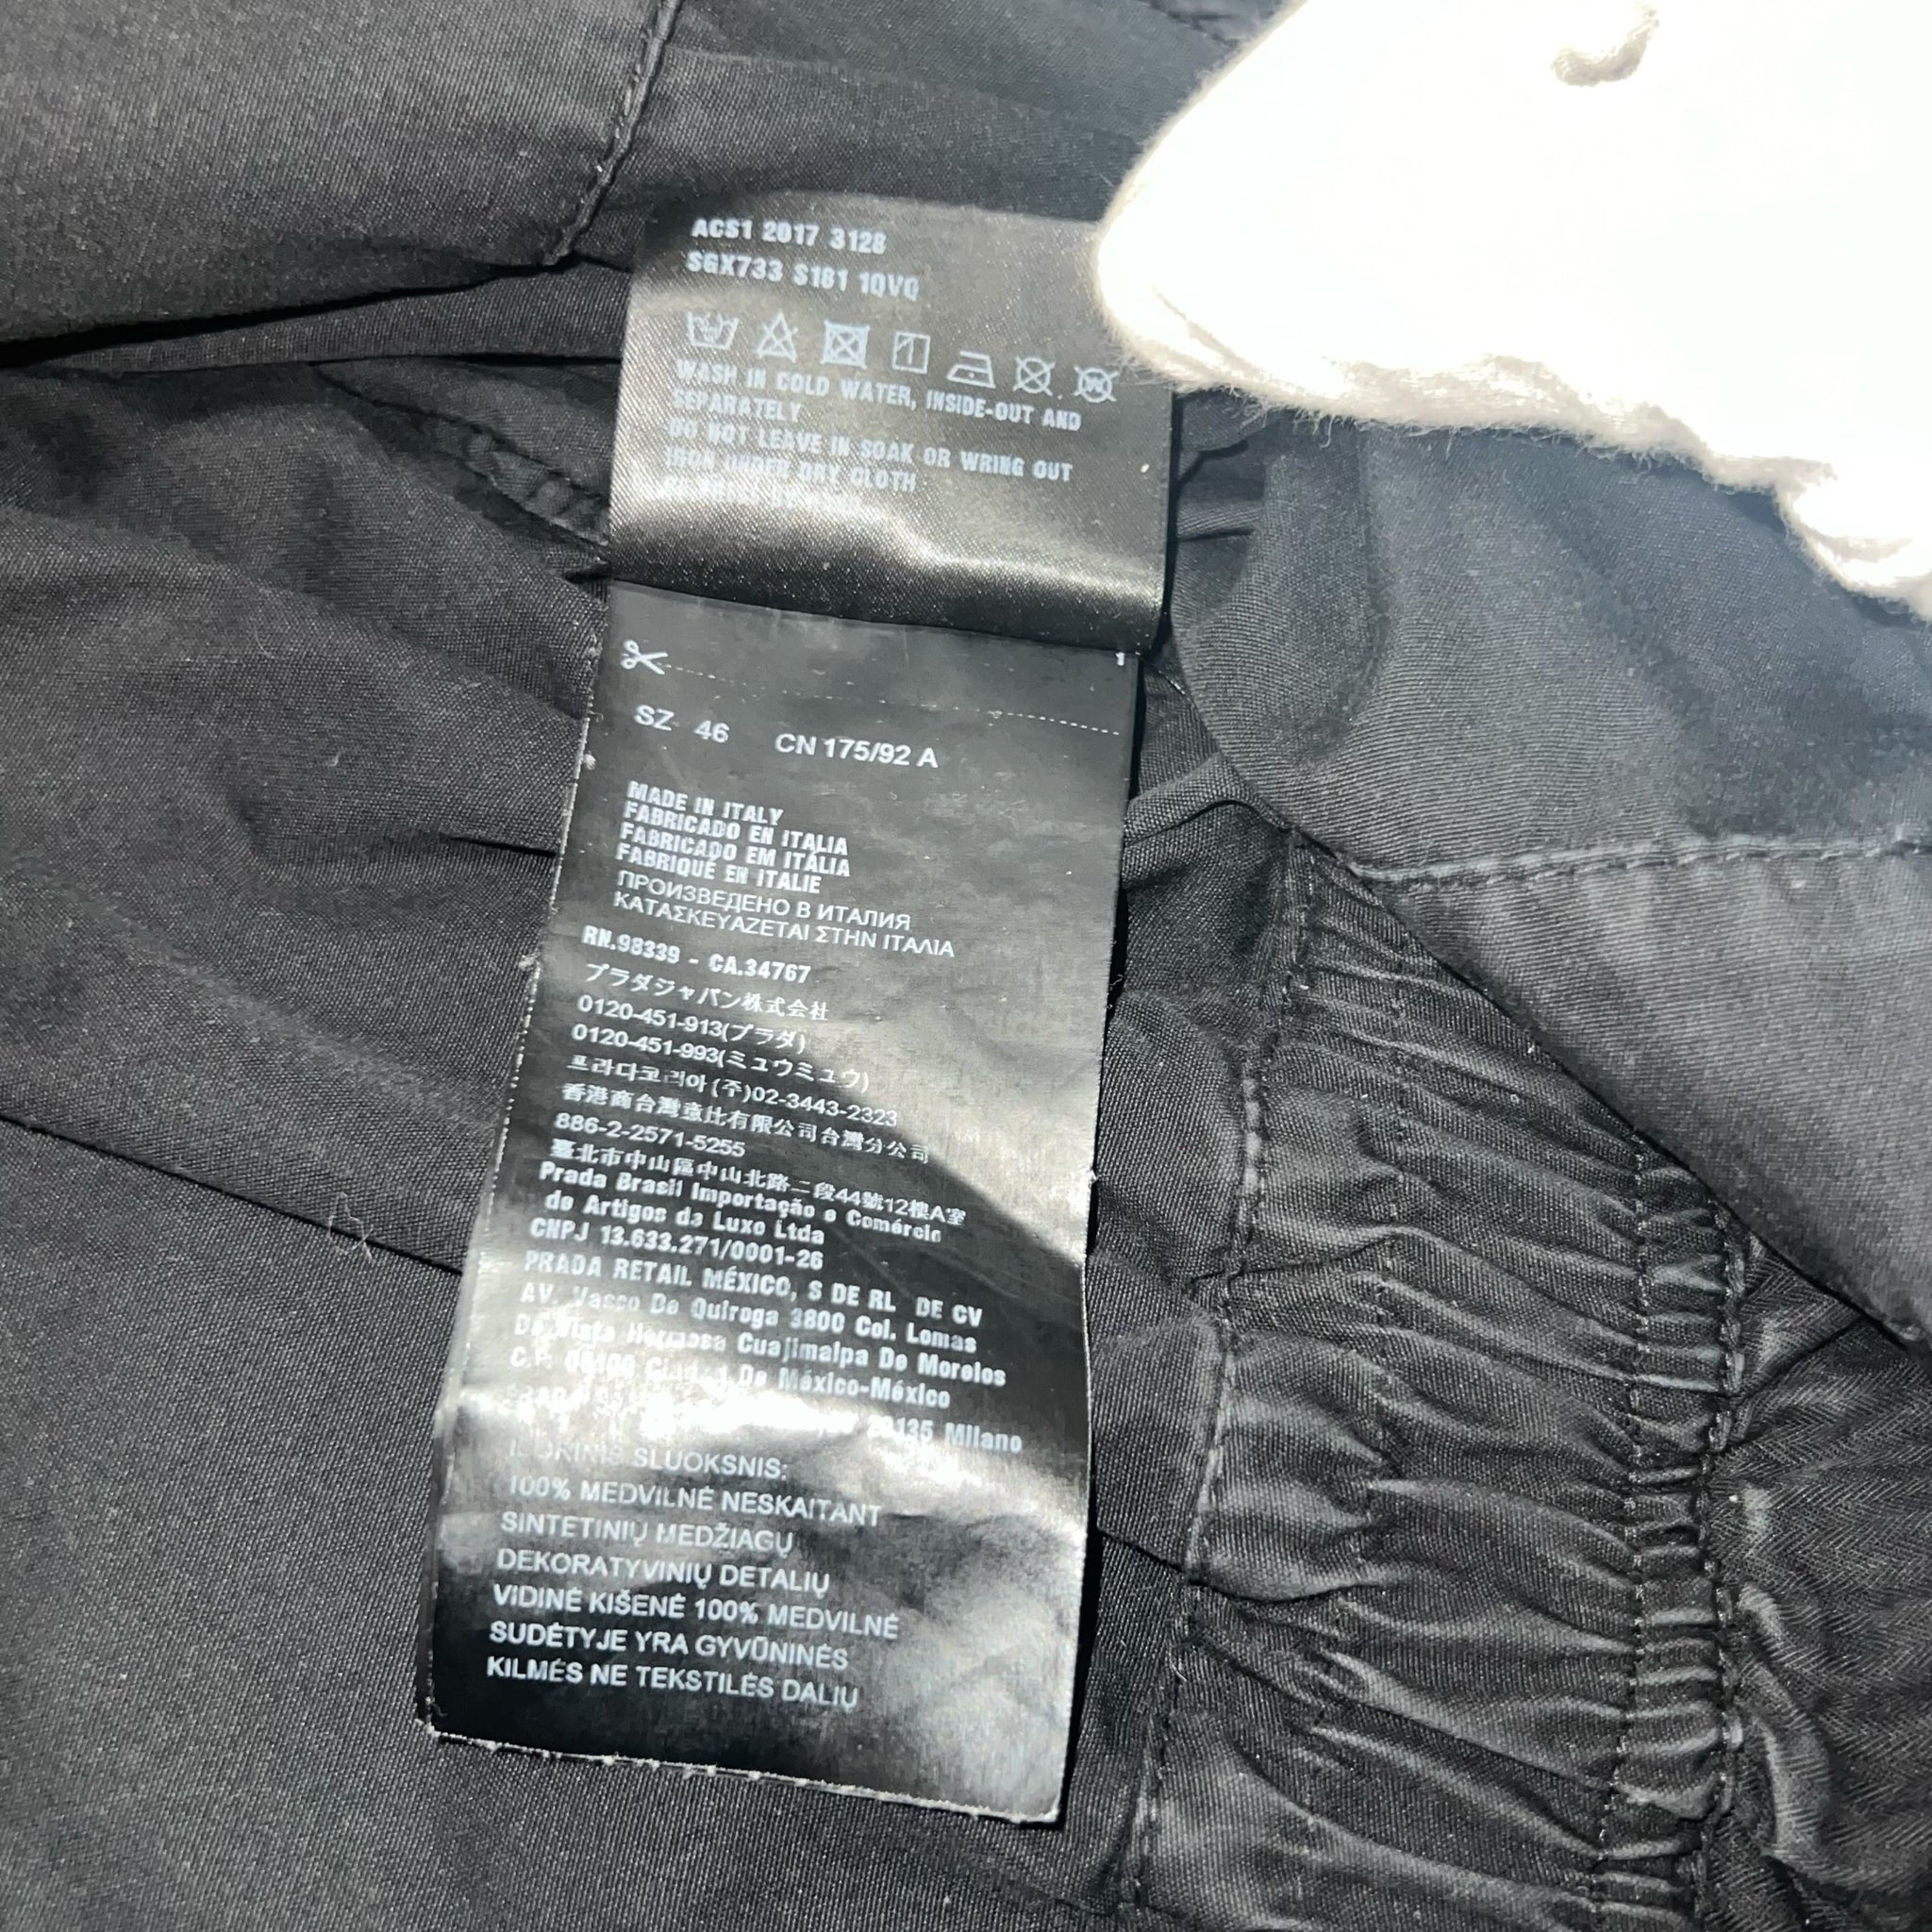 ACS1 2017 3128
SGX733 S181 1QVQ
WASH IN COLD WATER, INSIDE-OUT AND
SEPARATELY
DO NOT LEAVE IN SOAK OR WRING OUT
IRON UNDER DRY CLOTH
SZ 46 CN 175/92 A
MADE IN ITALY
FABRICADO EN ITALIA
FABRICADO EM ITÁLIA
FABRIQUÉ EN ITALIE
ПРОИЗВЕДЕНО В ИТАЛИЯ
ΚΑΤΑΣΚΕΥΑΖΕΤΑΙ ΣΤΗΝ ΙΤΑΛΙΑ
RN.98339 - CA.34767
プラダジャパン株式会社
0120-451-913(プラダ)
0120-451-993(ミュウミュウ)
프라다코리아(주)02-3443-2323
香港商台灣遠比有限公司台灣分公司
886-2-2571-5255
臺北市中山區中山北路二段44號12樓A室
Prada Brasil Importação e Comércio
de Artigos de Luxo Ltda
CNPJ 13.633.271/0001-26
PRADA RETAIL MÉXICO, S DE RL DE CV
AV. Vasco De Quiroga 3800 Col. Lomas
De Vista Hermosa Cuajimalpa De Morelos
C.P. Ciudad De México-México
20135 Milano
SLUOKSNIS:
100% MEDVILNĖ NESKAITANT
SINTETINIŲ MEDŽIAGŲ
DEKORATYVINIŲ DETALIŲ
VIDINĖ KIŠENĖ 100% MEDVILNĖ
SUDĖTYJE YRA GYVŪNINĖS
KILMĖS NE TEKSTILĖS DALIŲ